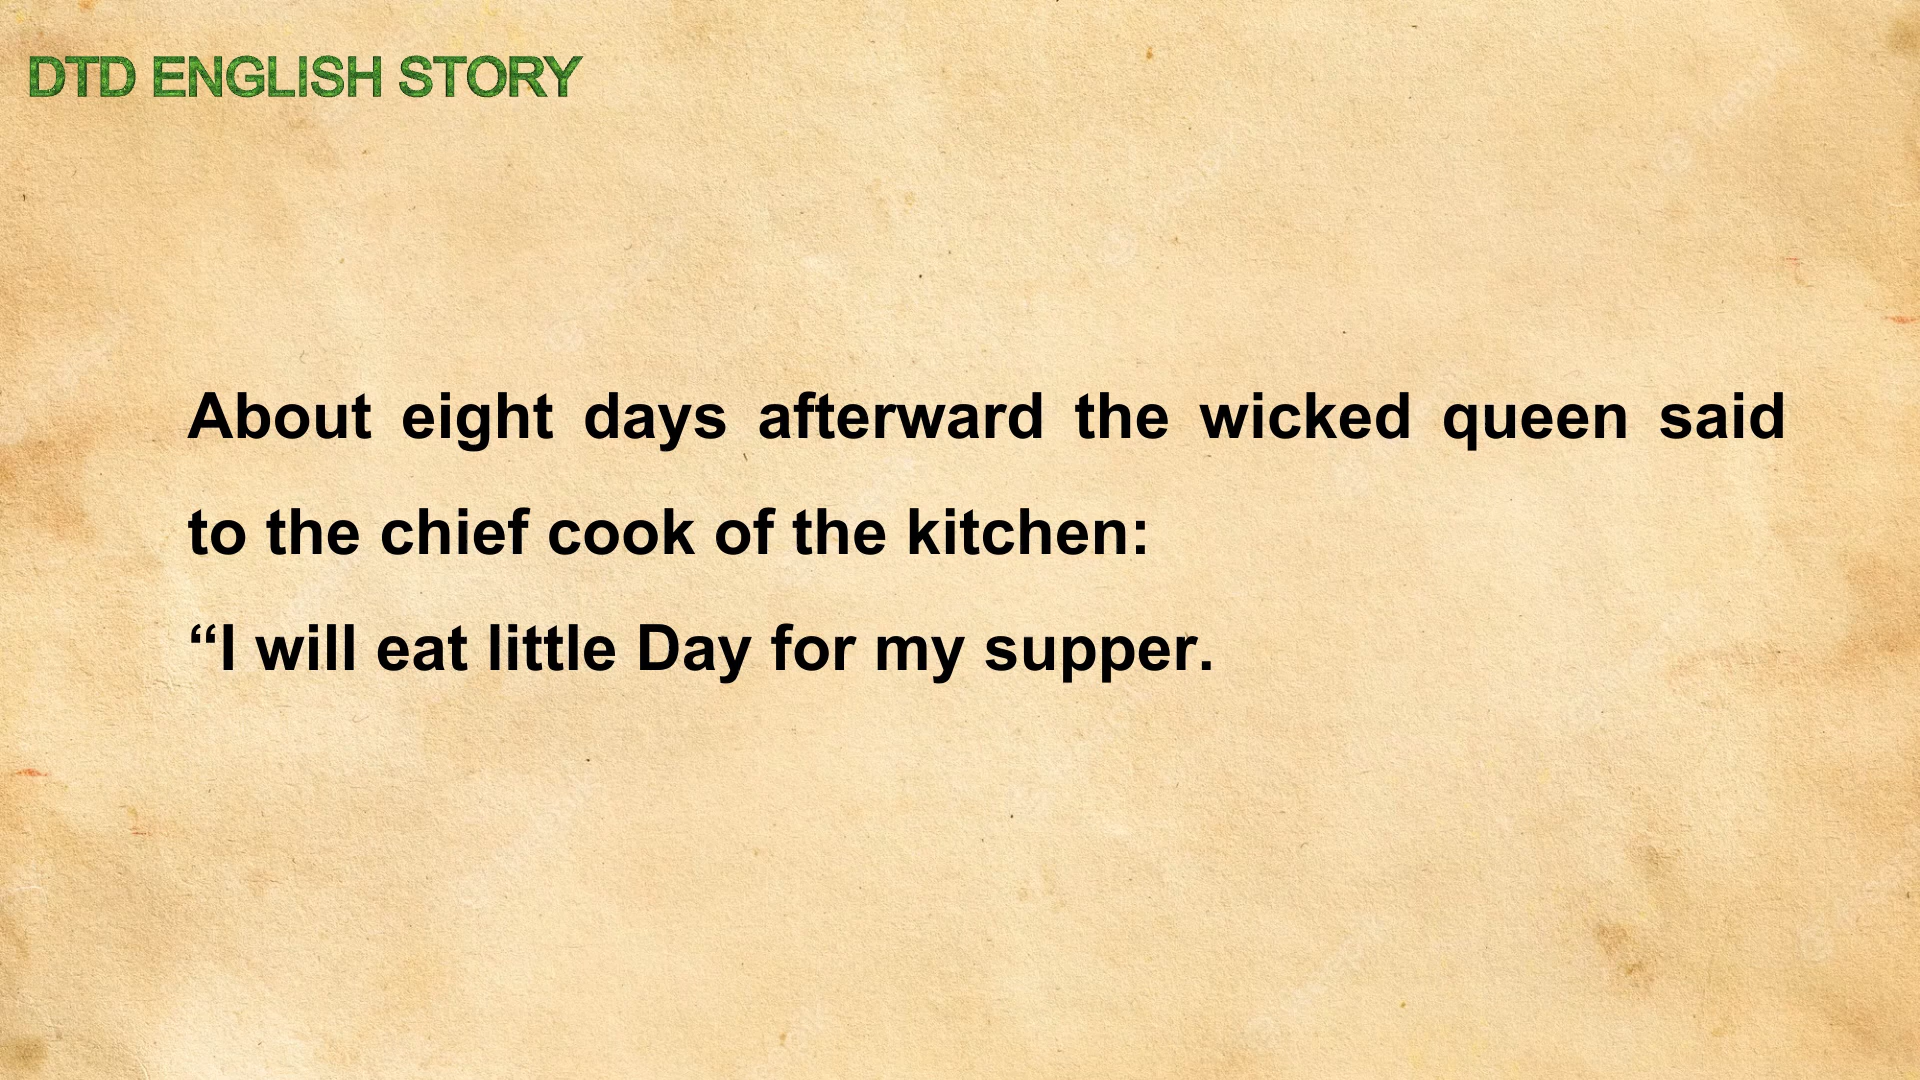 DTD ENGLISH STORY
About eight days afterward the wicked queen said
to the chief cook of the kitchen:
“I will eat little Day for my supper.